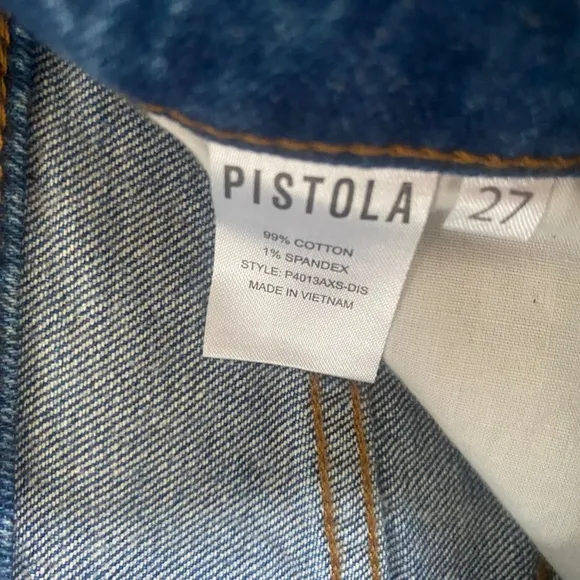 PISTOLA
27
99% COTTON
1% SPANDEX
STYLE: P4013AXS-DIS
MADE IN VIETNAM